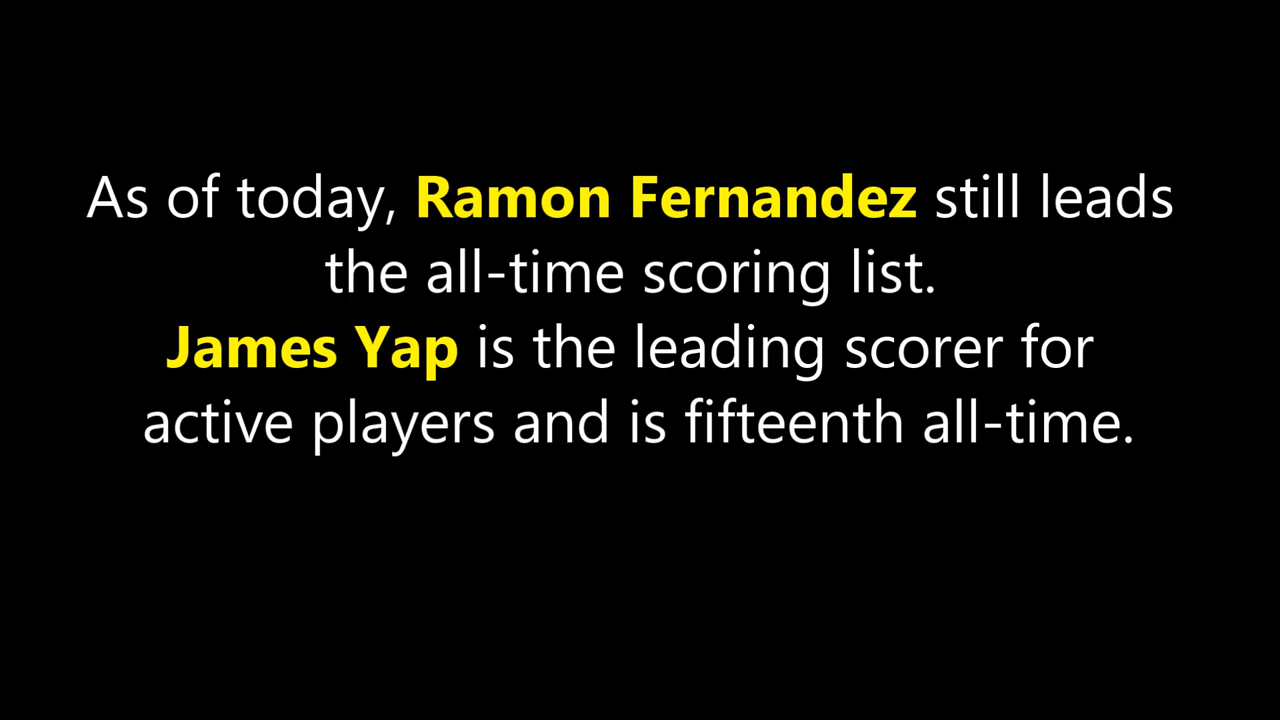 As of today, Ramon Fernandez still leads
the all-time scoring list.
James Yap is the leading scorer for
active players and is fifteenth all-time.